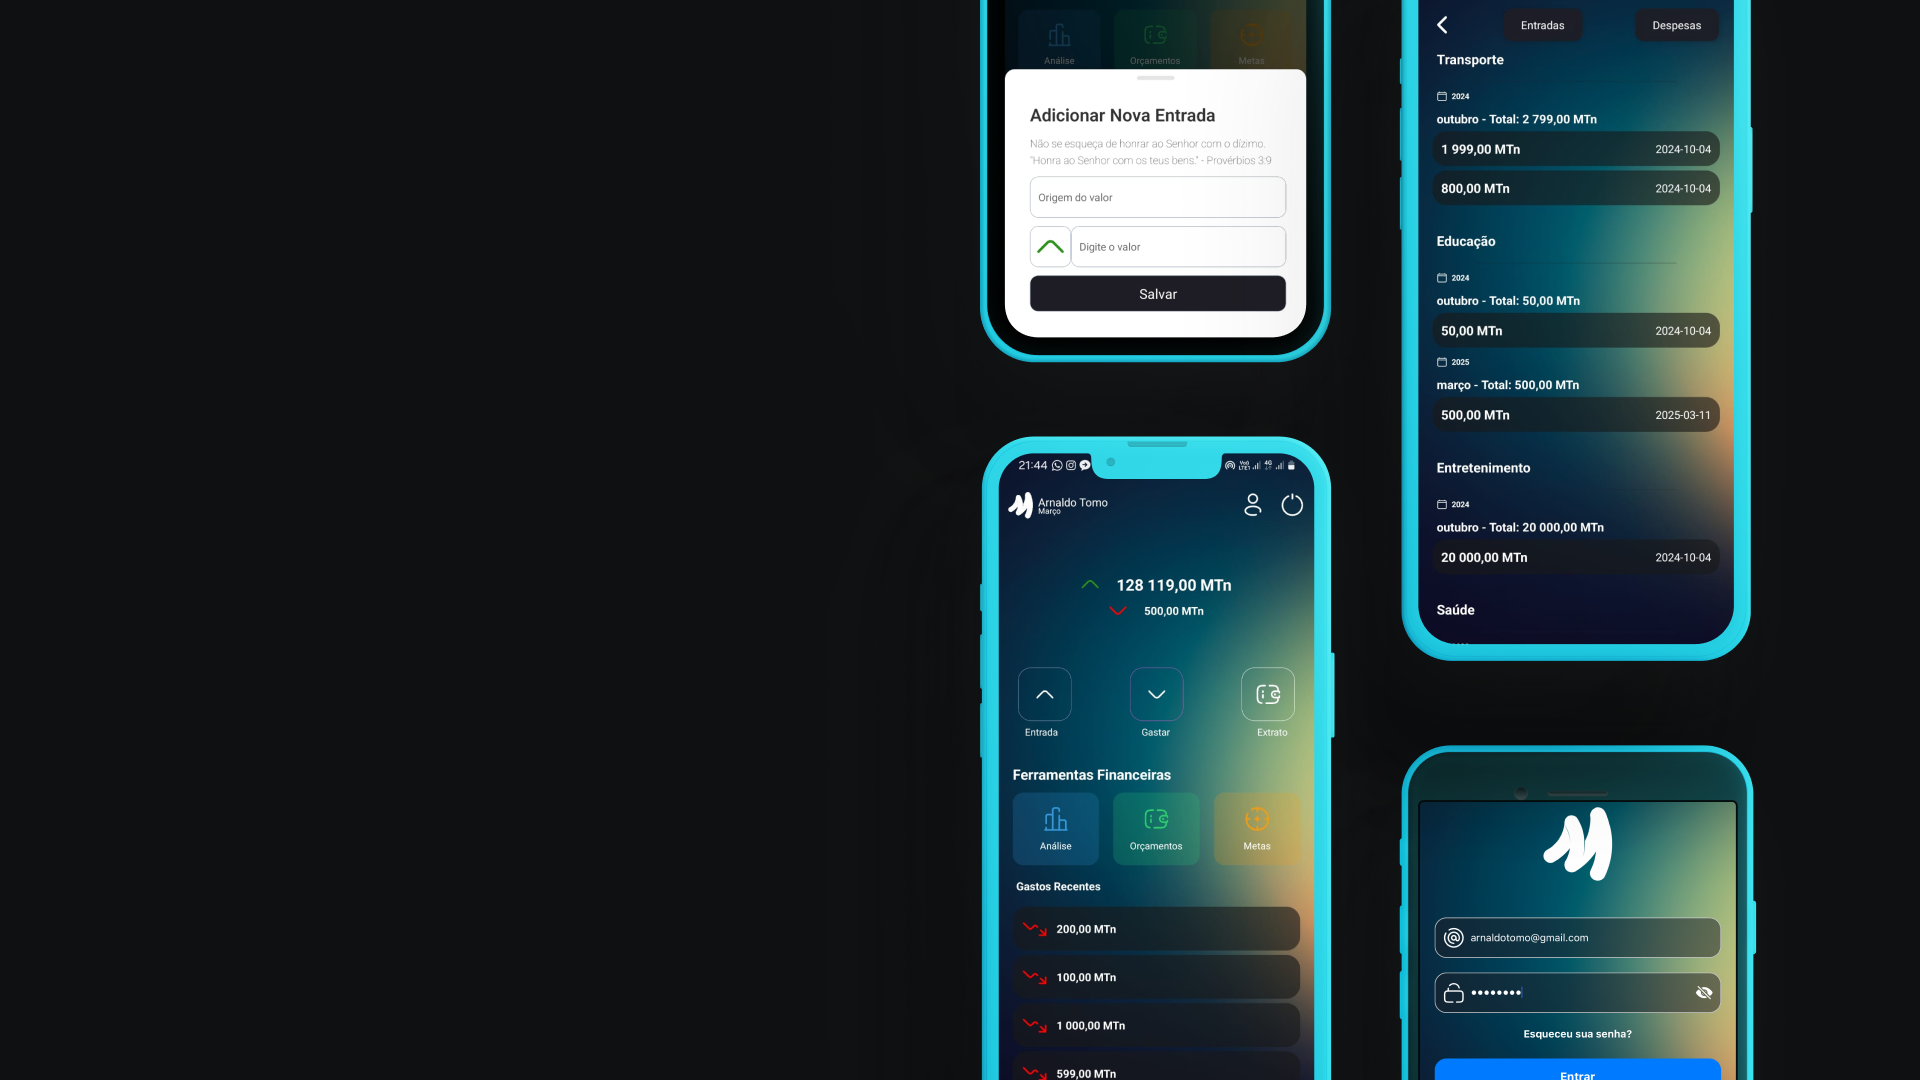 Análise
Orçamentos
Metas
Adicionar Nova Entrada
Não se esqueça de honrar ao Senhor com o dízimo.
"Honra ao Senhor com os teus bens." - Provérbios 3:9
Origem do valor
Digite o valor
Salvar
21:44
4G
Arnaldo Tomo
Março
128 119,00 MTn
500,00 MTn
Entrada
Gastar
Extrato
Ferramentas Financeiras
Análise
Orçamentos
Metas
Gastos Recentes
200,00 MTn
100,00 MTn
1 000,00 MTn
599,00 MTn
Entradas
Despesas
Transporte
2024
outubro - Total: 2 799,00 MTn
1 999,00 MTn
2024-10-04
800,00 MTn
2024-10-04
Educação
2024
outubro - Total: 50,00 MTn
50,00 MTn
2024-10-04
2025
março - Total: 500,00 MTn
500,00 MTn
2025-03-11
Entretenimento
2024
outubro - Total: 20 000,00 MTn
20 000,00 MTn
2024-10-04
Saúde
arnaldotomo@gmail.com
Esqueceu sua senha?
Entrar